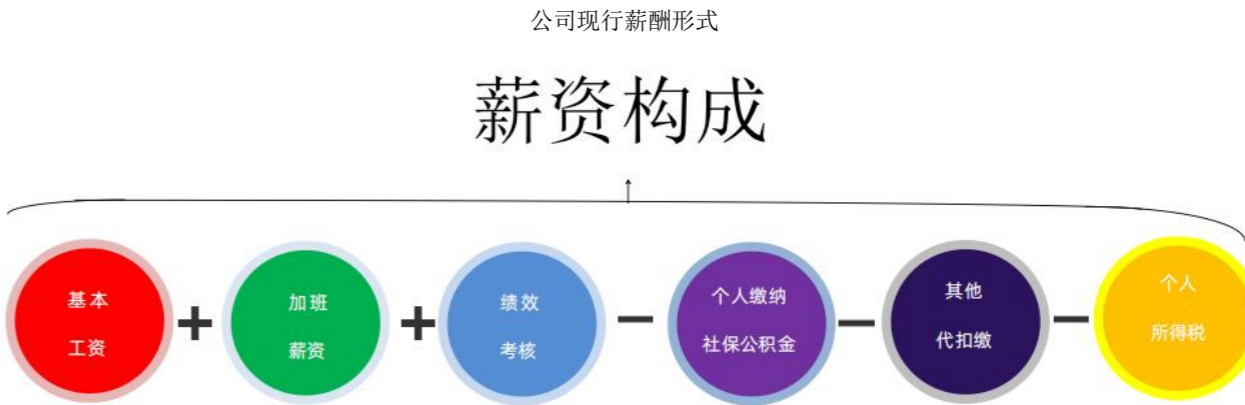 公司现行薪酬形式
薪资构成
基本
工资
+
加班
薪资
+
绩效
考核
—
个人缴纳
社保公积金
—
其他
代扣缴
—
个人
所得税